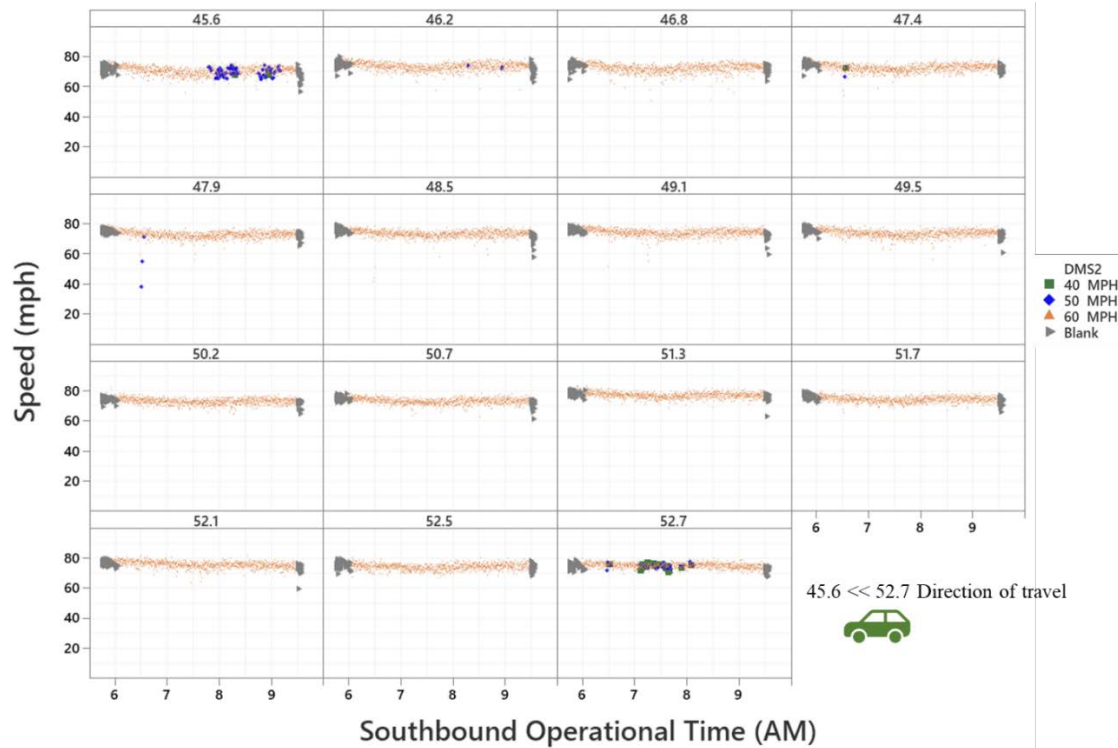 45.6 46.2 46.8 47.4
80
60
40
20
47.9 48.5 49.1 49.5
80
60
40
20
50.2 50.7 51.3 51.7
80
60
40
20
6 7 8 9
52.1 52.5 52.7
80
60
40
20
6 7 8 9 6 7 8 9 6 7 8 9
Speed (mph)
Southbound Operational Time (AM)
DMS2
40 MPH
50 MPH
60 MPH
Blank
45.6 << 52.7 Direction of travel